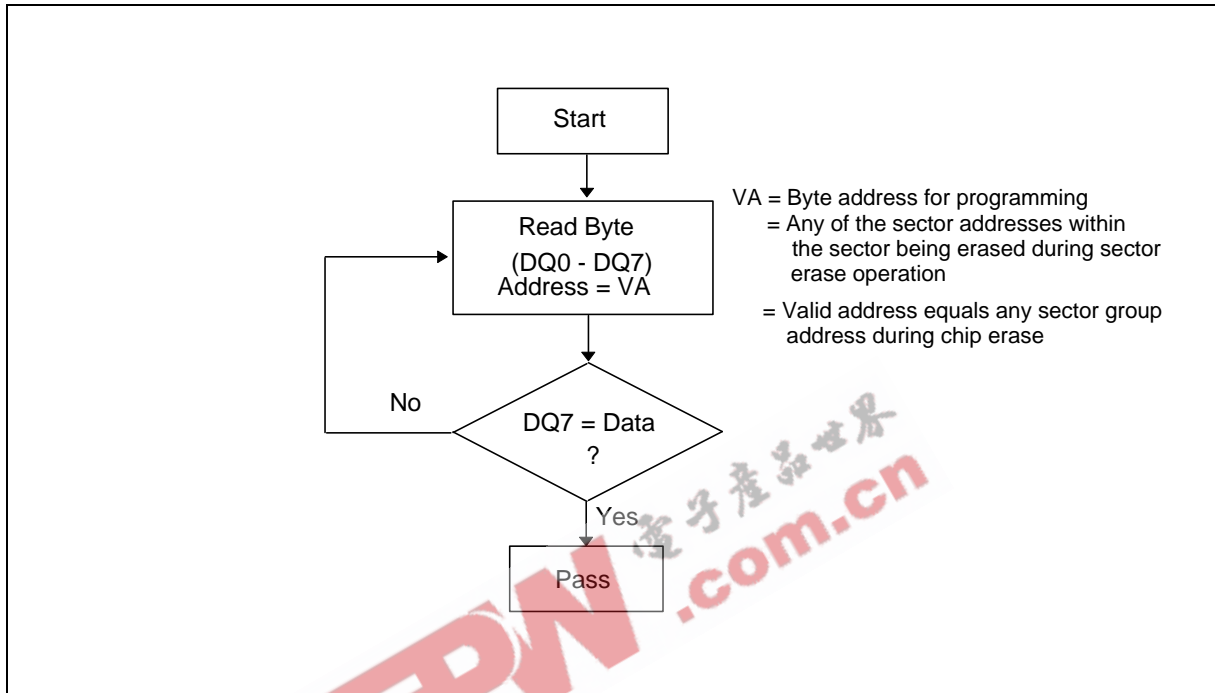 Start
Read Byte
(DQ0 - DQ7)
Address = VA
VA = Byte address for programming
= Any of the sector addresses within
the sector being erased during sector
erase operation
= Valid address equals any sector group
address during chip erase
No
DQ7 = Data
?
Yes
Pass
電子產品世界
.com.cn